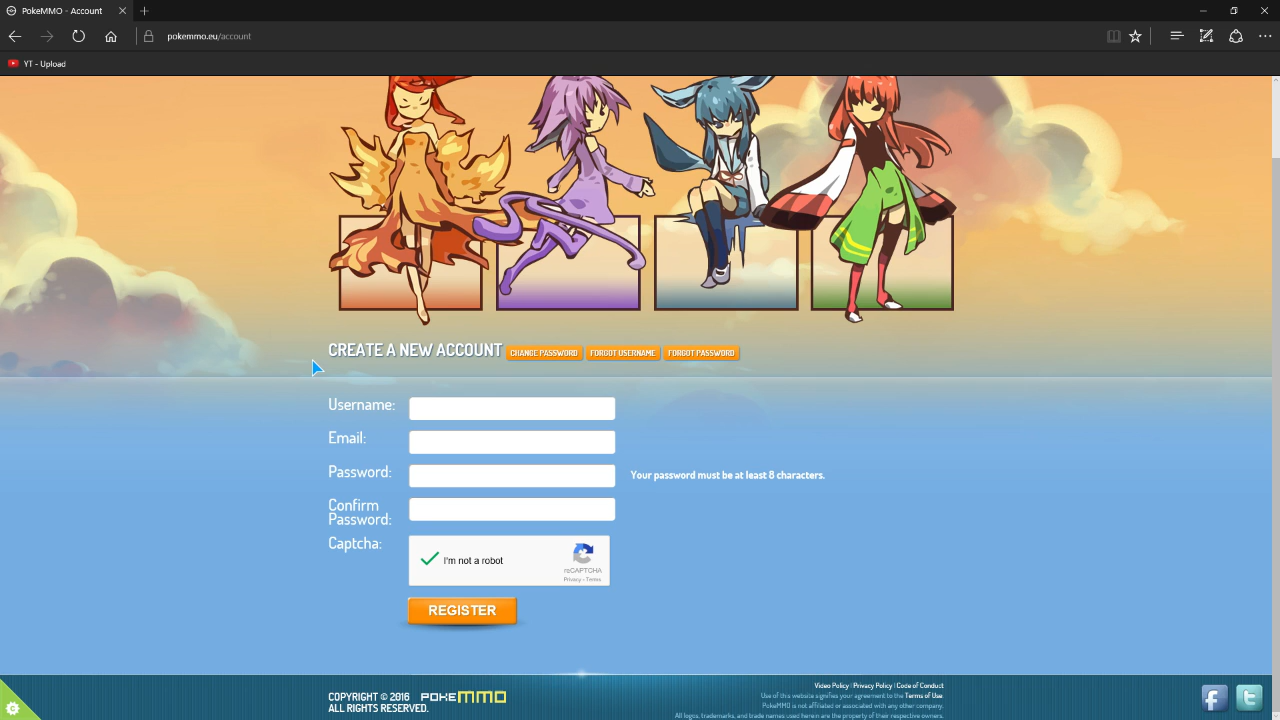 PokeMMO - Account
pokemmo.eu/account
YT - Upload
CREATE A NEW ACCOUNT CHANGE PASSWORD FORGOT USERNAME FORGOT PASSWORD
Username:
Email:
Password: Your password must be at least 8 characters.
Confirm
Password:
Captcha: I'm not a robot
reCAPTCHA
Privacy - Terms
REGISTER
COPYRIGHT © 2016 POKEMMO
ALL RIGHTS RESERVED.
Video Policy | Privacy Policy | Code of Conduct
Use of this website signifies your agreement to the Terms of Use.
PokeMMO is not affiliated or associated with any other company.
All logos, trademarks, and trade names used herein are the property of their respective owners.